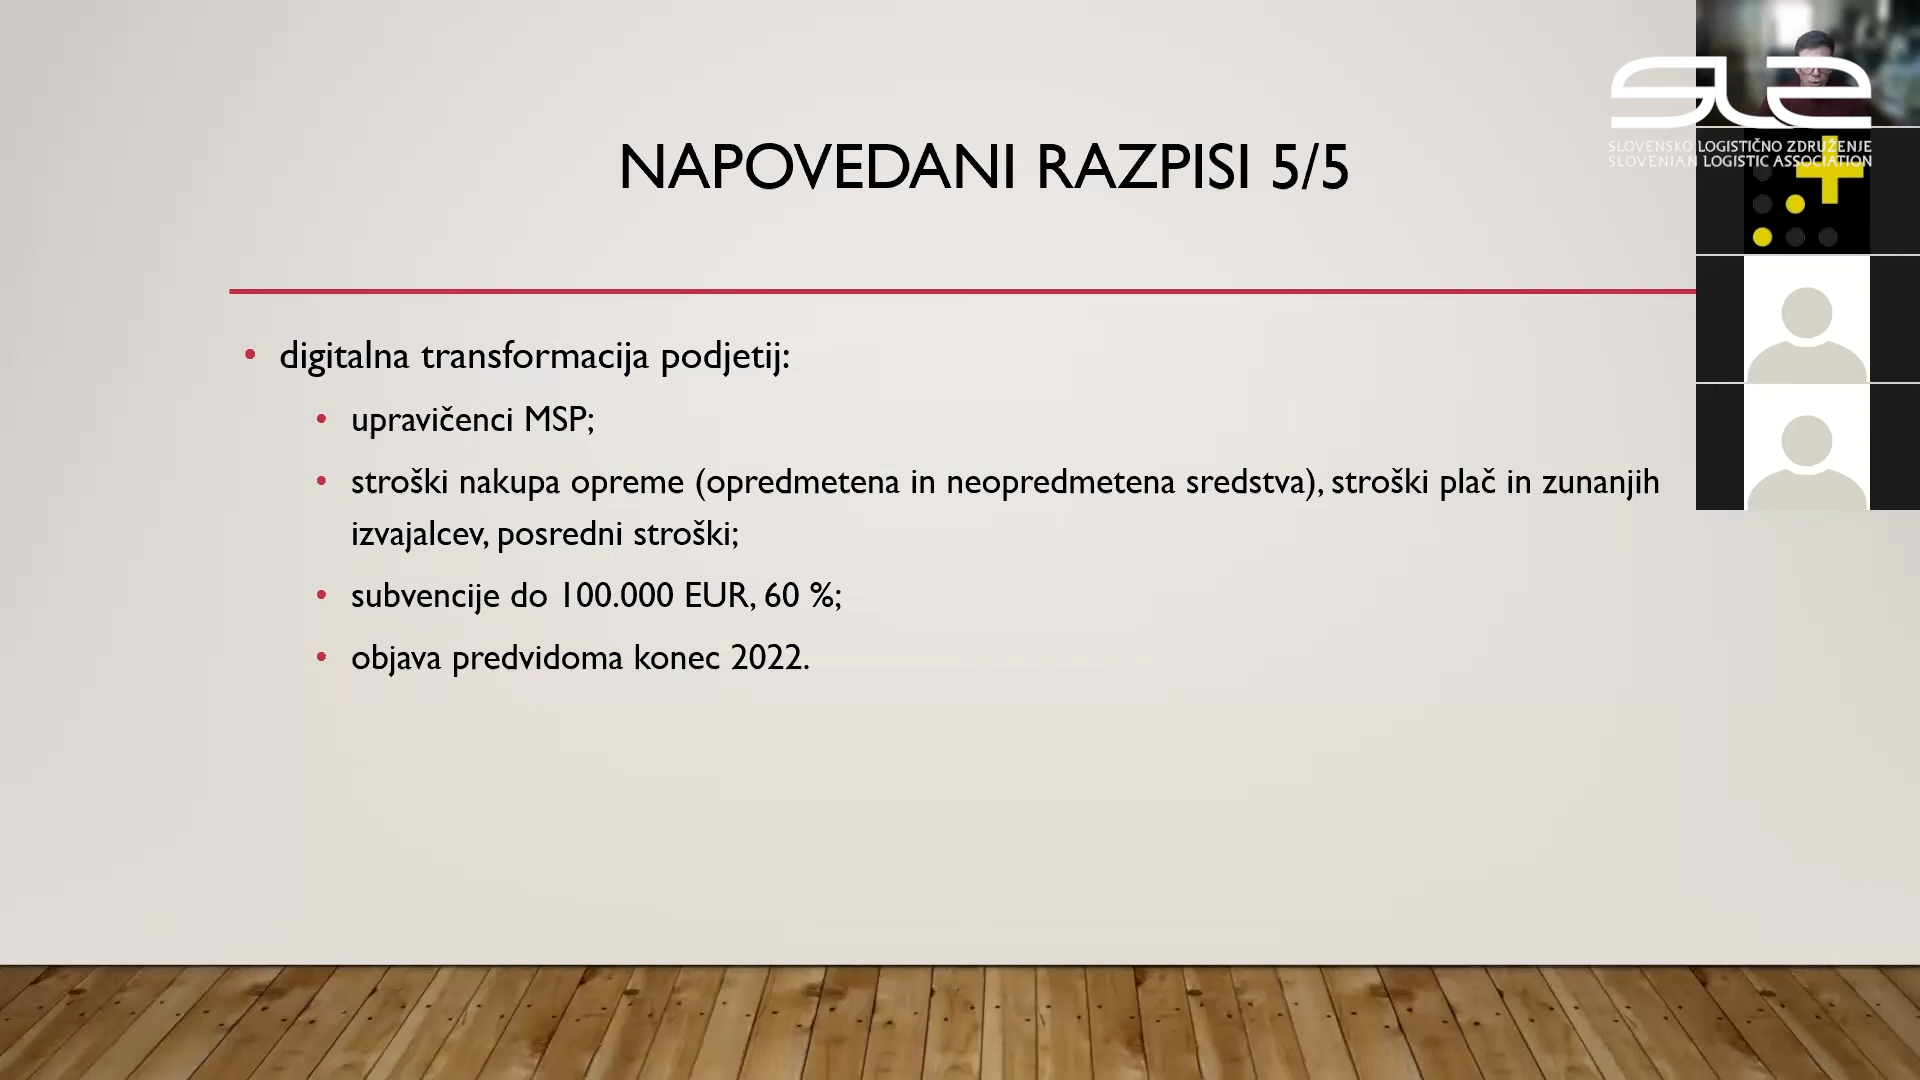 NAPOVEDANI RAZPISI 5/5
SLOVENSKO LOGISTIČNO ZDRUŽENJE
SLOVENIAN LOGISTIC ASSOCIATION
• digitalna transformacija podjetij:
• upravičenci MSP;
• stroški nakupa opreme (opredmetena in neopredmetena sredstva), stroški plač in zunanjih
izvajalcev, posredni stroški;
• subvencije do 100.000 EUR, 60 %;
• objava predvidoma konec 2022.